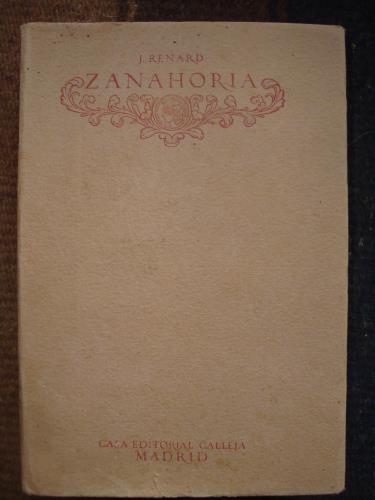 J. RENARD
ZANAHORIA
CASA EDITORIAL CALLEJA
MADRID